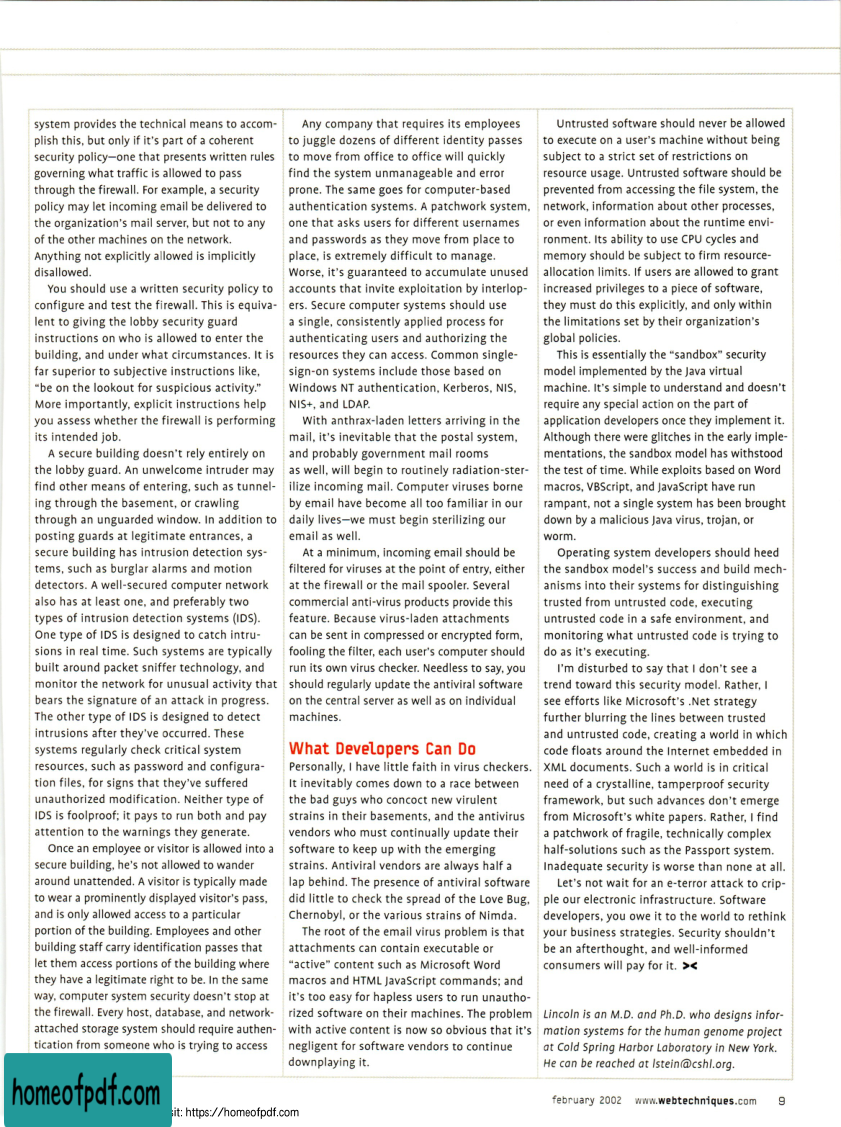 system provides the technical means to accom-
plish this, but only if it's part of a coherent
security policy—one that presents written rules
governing what traffic is allowed to pass
through the firewall. For example, a security
policy may let incoming email be delivered to
the organization's mail server, but not to any
of the other machines on the network.
Anything not explicitly allowed is implicitly
disallowed.
You should use a written security policy to
configure and test the firewall. This is equiva-
lent to giving the lobby security guard
instructions on who is allowed to enter the
building, and under what circumstances. It is
far superior to subjective instructions like,
"be on the lookout for suspicious activity."
More importantly, explicit instructions help
you assess whether the firewall is performing
its intended job.
A secure building doesn't rely entirely on
the lobby guard. An unwelcome intruder may
find other means of entering, such as tunnel-
ing through the basement, or crawling
through an unguarded window. In addition to
posting guards at legitimate entrances, a
secure building has intrusion detection sys-
tems, such as burglar alarms and motion
detectors. A well-secured computer network
also has at least one, and preferably two
types of intrusion detection systems (IDS).
One type of IDS is designed to catch intru-
sions in real time. Such systems are typically
built around packet sniffer technology, and
monitor the network for unusual activity that
bears the signature of an attack in progress.
The other type of IDS is designed to detect
intrusions after they've occurred. These
systems regularly check critical system
resources, such as password and configura-
tion files, for signs that they've suffered
unauthorized modification. Neither type of
IDS is foolproof; it pays to run both and pay
attention to the warnings they generate.
Once an employee or visitor is allowed into a
secure building, he's not allowed to wander
around unattended. A visitor is typically made
to wear a prominently displayed visitor's pass,
and is only allowed access to a particular
portion of the building. Employees and other
building staff carry identification passes that
let them access portions of the building where
they have a legitimate right to be. In the same
way, computer system security doesn't stop at
the firewall. Every host, database, and network-
attached storage system should require authen-
tication from someone who is trying to access
Any company that requires its employees
to juggle dozens of different identity passes
to move from office to office will quickly
find the system unmanageable and error
prone. The same goes for computer-based
authentication systems. A patchwork system,
one that asks users for different usernames
and passwords as they move from place to
place, is extremely difficult to manage.
Worse, it's guaranteed to accumulate unused
accounts that invite exploitation by interlop-
ers. Secure computer systems should use
a single, consistently applied process for
authenticating users and authorizing the
resources they can access. Common single-
sign-on systems include those based on
Windows NT authentication, Kerberos, NIS,
NIS+, and LDAP.
With anthrax-laden letters arriving in the
mail, it's inevitable that the postal system,
and probably government mail rooms
as well, will begin to routinely radiation-ster-
ilize incoming mail. Computer viruses borne
by email have become all too familiar in our
daily lives—we must begin sterilizing our
email as well.
At a minimum, incoming email should be
filtered for viruses at the point of entry, either
at the firewall or the mail spooler. Several
commercial anti-virus products provide this
feature. Because virus-laden attachments
can be sent in compressed or encrypted form,
fooling the filter, each user's computer should
run its own virus checker. Needless to say, you
should regularly update the antiviral software
on the central server as well as on individual
machines.
What Developers Can Do
Personally, I have little faith in virus checkers.
It inevitably comes down to a race between
the bad guys who concoct new virulent
strains in their basements, and the antivirus
vendors who must continually update their
software to keep up with the emerging
strains. Antiviral vendors are always half a
lap behind. The presence of antiviral software
did little to check the spread of the Love Bug,
Chernobyl, or the various strains of Nimda.
The root of the email virus problem is that
attachments can contain executable or
"active" content such as Microsoft Word
macros and HTML JavaScript commands; and
it's too easy for hapless users to run unautho-
rized software on their machines. The problem
with active content is now so obvious that it's
negligent for software vendors to continue
downplaying it.
Untrusted software should never be allowed
to execute on a user's machine without being
subject to a strict set of restrictions on
resource usage. Untrusted software should be
prevented from accessing the file system, the
network, information about other processes,
or even information about the runtime envi-
ronment. Its ability to use CPU cycles and
memory should be subject to firm resource-
allocation limits. If users are allowed to grant
increased privileges to a piece of software,
they must do this explicitly, and only within
the limitations set by their organization's
global policies.
This is essentially the "sandbox" security
model implemented by the Java virtual
machine. It's simple to understand and doesn't
require any special action on the part of
application developers once they implement it.
Although there were glitches in the early imple-
mentations, the sandbox model has withstood
the test of time. While exploits based on Word
macros, VBScript, and JavaScript have run
rampant, not a single system has been brought
down by a malicious Java virus, trojan, or
worm.
Operating system developers should heed
the sandbox model's success and build mech-
anisms into their systems for distinguishing
trusted from untrusted code, executing
untrusted code in a safe environment, and
monitoring what untrusted code is trying to
do as it's executing.
I'm disturbed to say that I don't see a
trend toward this security model. Rather, I
see efforts like Microsoft's .Net strategy
further blurring the lines between trusted
and untrusted code, creating a world in which
code floats around the Internet embedded in
XML documents. Such a world is in critical
need of a crystalline, tamperproof security
framework, but such advances don't emerge
from Microsoft's white papers. Rather, I find
a patchwork of fragile, technically complex
half-solutions such as the Passport system.
Inadequate security is worse than none at all.
Let's not wait for an e-terror attack to crip-
ple our electronic infrastructure. Software
developers, you owe it to the world to rethink
your business strategies. Security shouldn't
be an afterthought, and well-informed
consumers will pay for it. ><
Lincoln is an M.D. and Ph.D. who designs infor-
mation systems for the human genome project
at Cold Spring Harbor Laboratory in New York.
He can be reached at lstein@cshl.org.
homeofpdf.com
sit: https://homeofpdf.com
february 2002 www.webtechniques.com 9